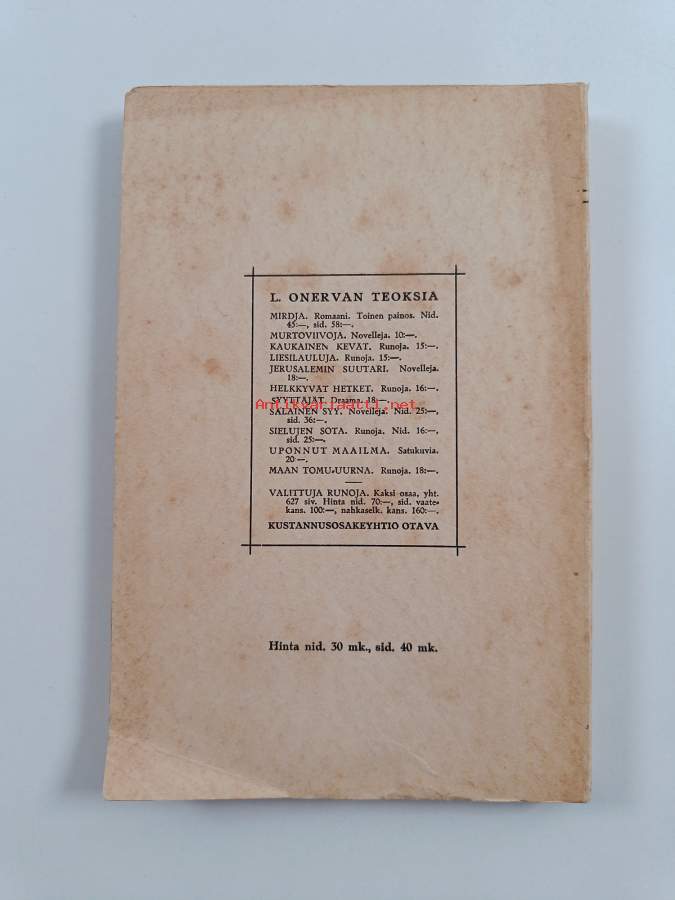 L. ONERVAN TEOKSIA
MIRDJA. Romaani. Toinen painos. Nid.
45:—, sid. 58:—.
MURTOVIIVOJA. Novelleja. 10:—.
KAUKAINEN KEVÄT. Runoja. 15:—.
LIESILAULUJA. Runoja. 15:—.
JERUSALEMIN SUUTARI. Novelleja.
18:—.
HELKKYVÄT HETKET. Runoja. 16:—.
SYYTTÄJÄT. Draama. 18:—.
Antikvariaatti.net
SALAINEN SYY. Novelleja. Nid. 25:—,
sid. 36:—.
SIELUJEN SOTA. Runoja. Nid. 16:—,
sid. 25:—.
UPONNUT MAAILMA. Satukuvia.
20:—.
MAAN TOMU-UURNA. Runoja. 18:—.
VALITTUJA RUNOJA. Kaksi osaa, yht.
627 siv. Hinta nid. 70:—, sid. vaate-
kans. 100:—, nahkaselk. kans. 160:—.
KUSTANNUSOSAKEYHTIÖ OTAVA
Hinta nid. 30 mk., sid. 40 mk.